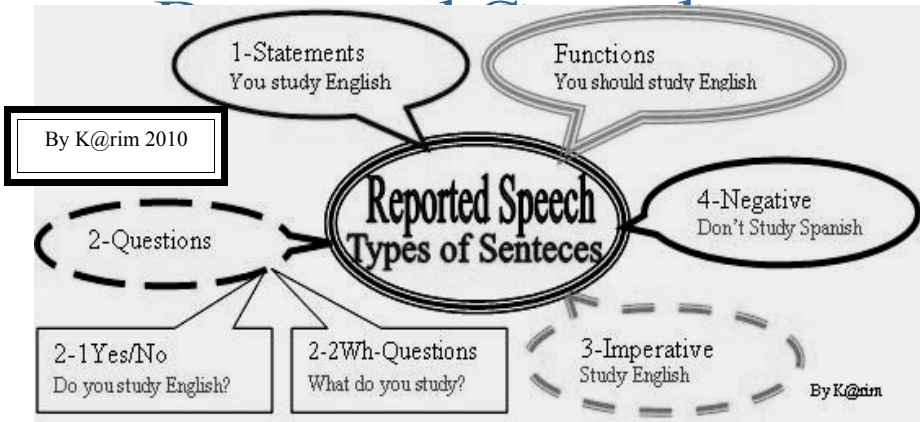 1-Statements
You study English
Functions
You should study English
By K@rim 2010
Reported Speech
Types of Senteces
4-Negative
Don't Study Spanish
2-Questions
2-1Yes/No
Do you study English?
2-2Wh-Questions
What do you study?
3-Imperative
Study English
By K@rim